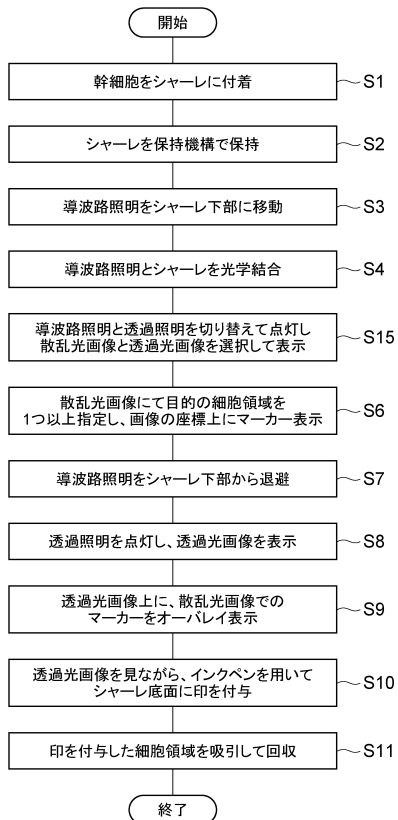 開始
幹細胞をシャーレに付着
S1
シャーレを保持機構で保持
S2
導波路照明をシャーレ下部に移動
S3
導波路照明とシャーレを光学結合
S4
導波路照明と透過照明を切り替えて点灯し
散乱光画像と透過光画像を選択して表示
S15
散乱光画像にて目的の細胞領域を
1つ以上指定し、画像の座標上にマーカー表示
S6
導波路照明をシャーレ下部から退避
S7
透過照明を点灯し、透過光画像を表示
S8
透過光画像上に、散乱光画像での
マーカーをオーバレイ表示
S9
透過光画像を見ながら、インクペンを用いて
シャーレ底面に印を付与
S10
印を付与した細胞領域を吸引して回収
S11
終了